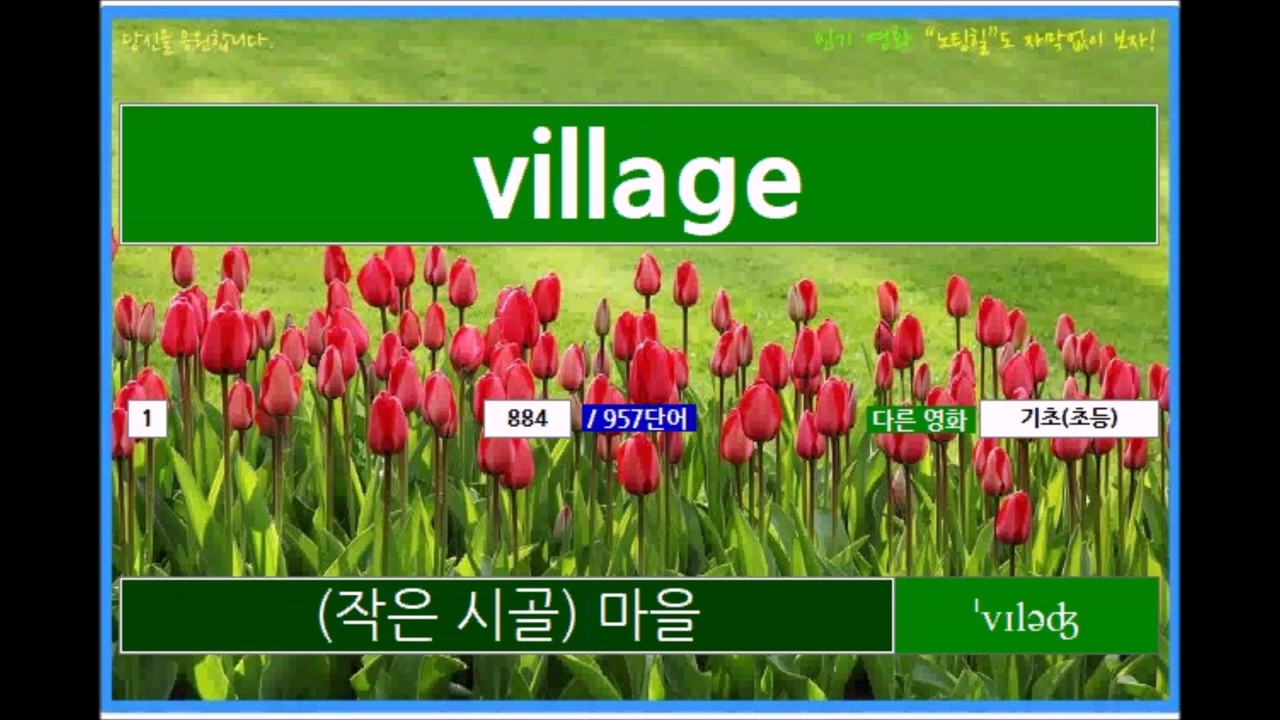 당신을 응원합니다.
인기 영화 “노팅힐”도 자막없이 보자!
village
1
884
/ 957단어
다른 영화
기초(초등)
(작은 시골) 마을
ˈvɪləʤ